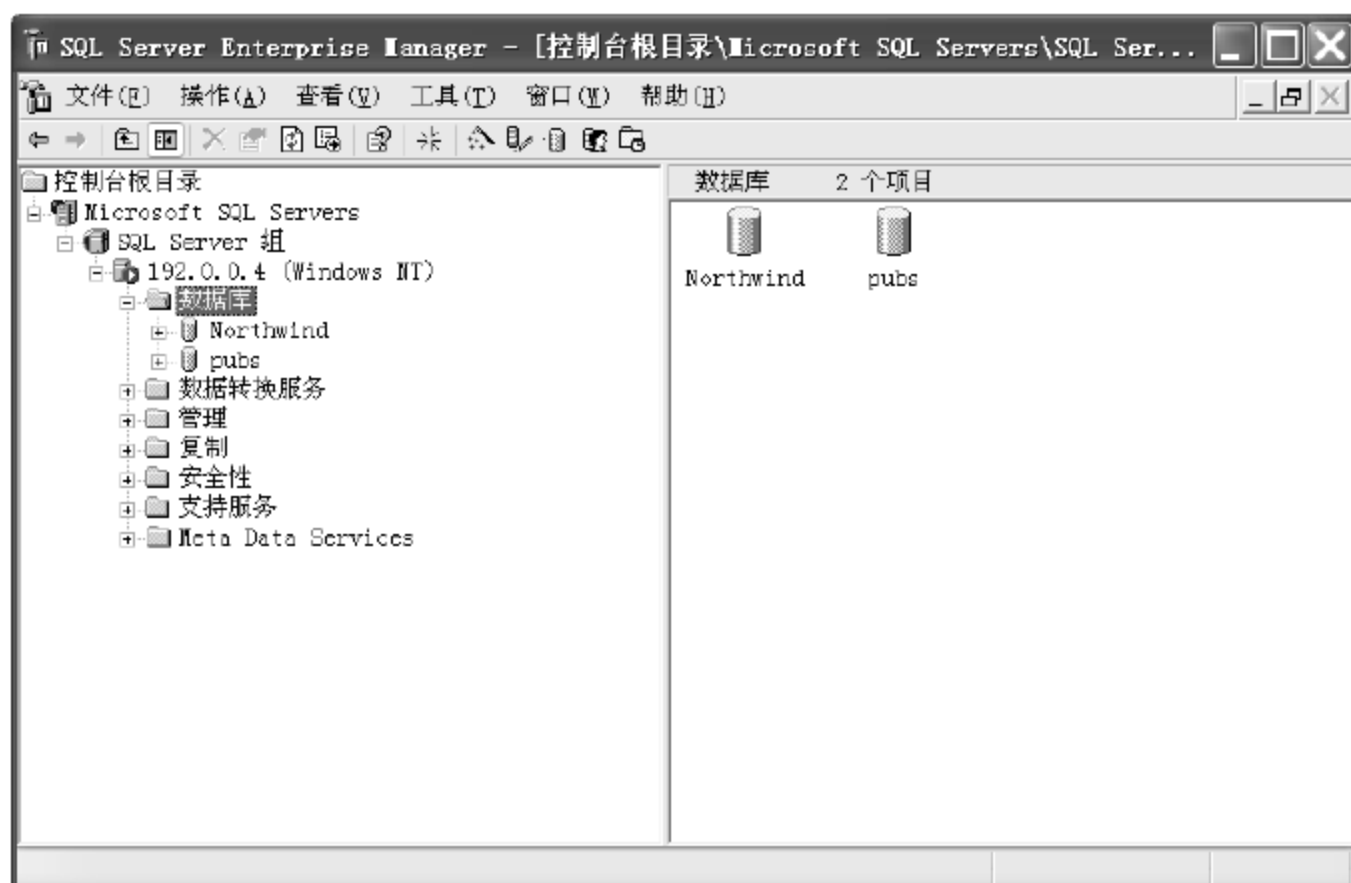 SQL Server Enterprise Manager - [控制台根目录\Microsoft SQL Servers\SQL Ser...
文件(F) 操作(A) 查看(V) 工具(T) 窗口(W) 帮助(H)
控制台根目录
Microsoft SQL Servers
SQL Server 组
192.0.0.4 (Windows NT)
数据库
Northwind
pubs
数据转换服务
管理
复制
安全性
支持服务
Meta Data Services
数据库 2 个项目
Northwind pubs